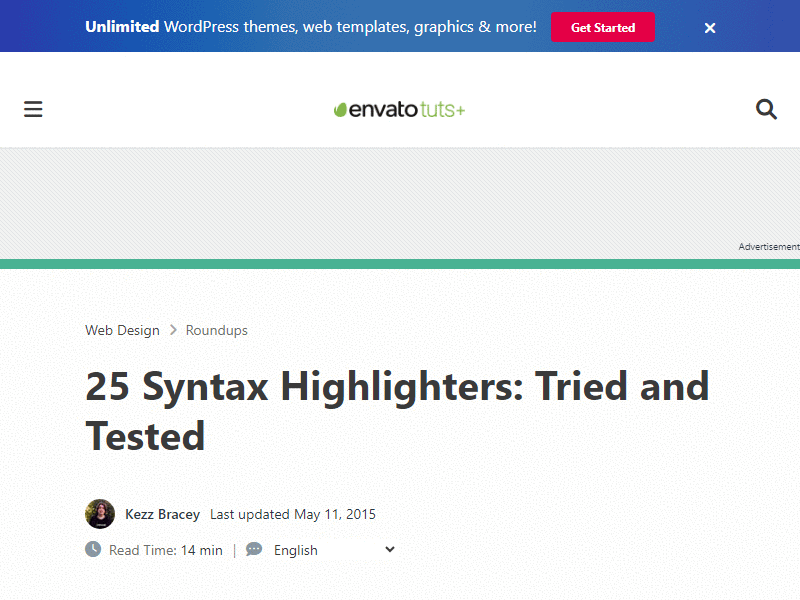 Unlimited WordPress themes, web templates, graphics & more! Get Started
envato tuts+
Advertisement
Web Design Roundups
25 Syntax Highlighters: Tried and
Tested
Kezz Bracey Last updated May 11, 2015
Read Time: 14 min | English